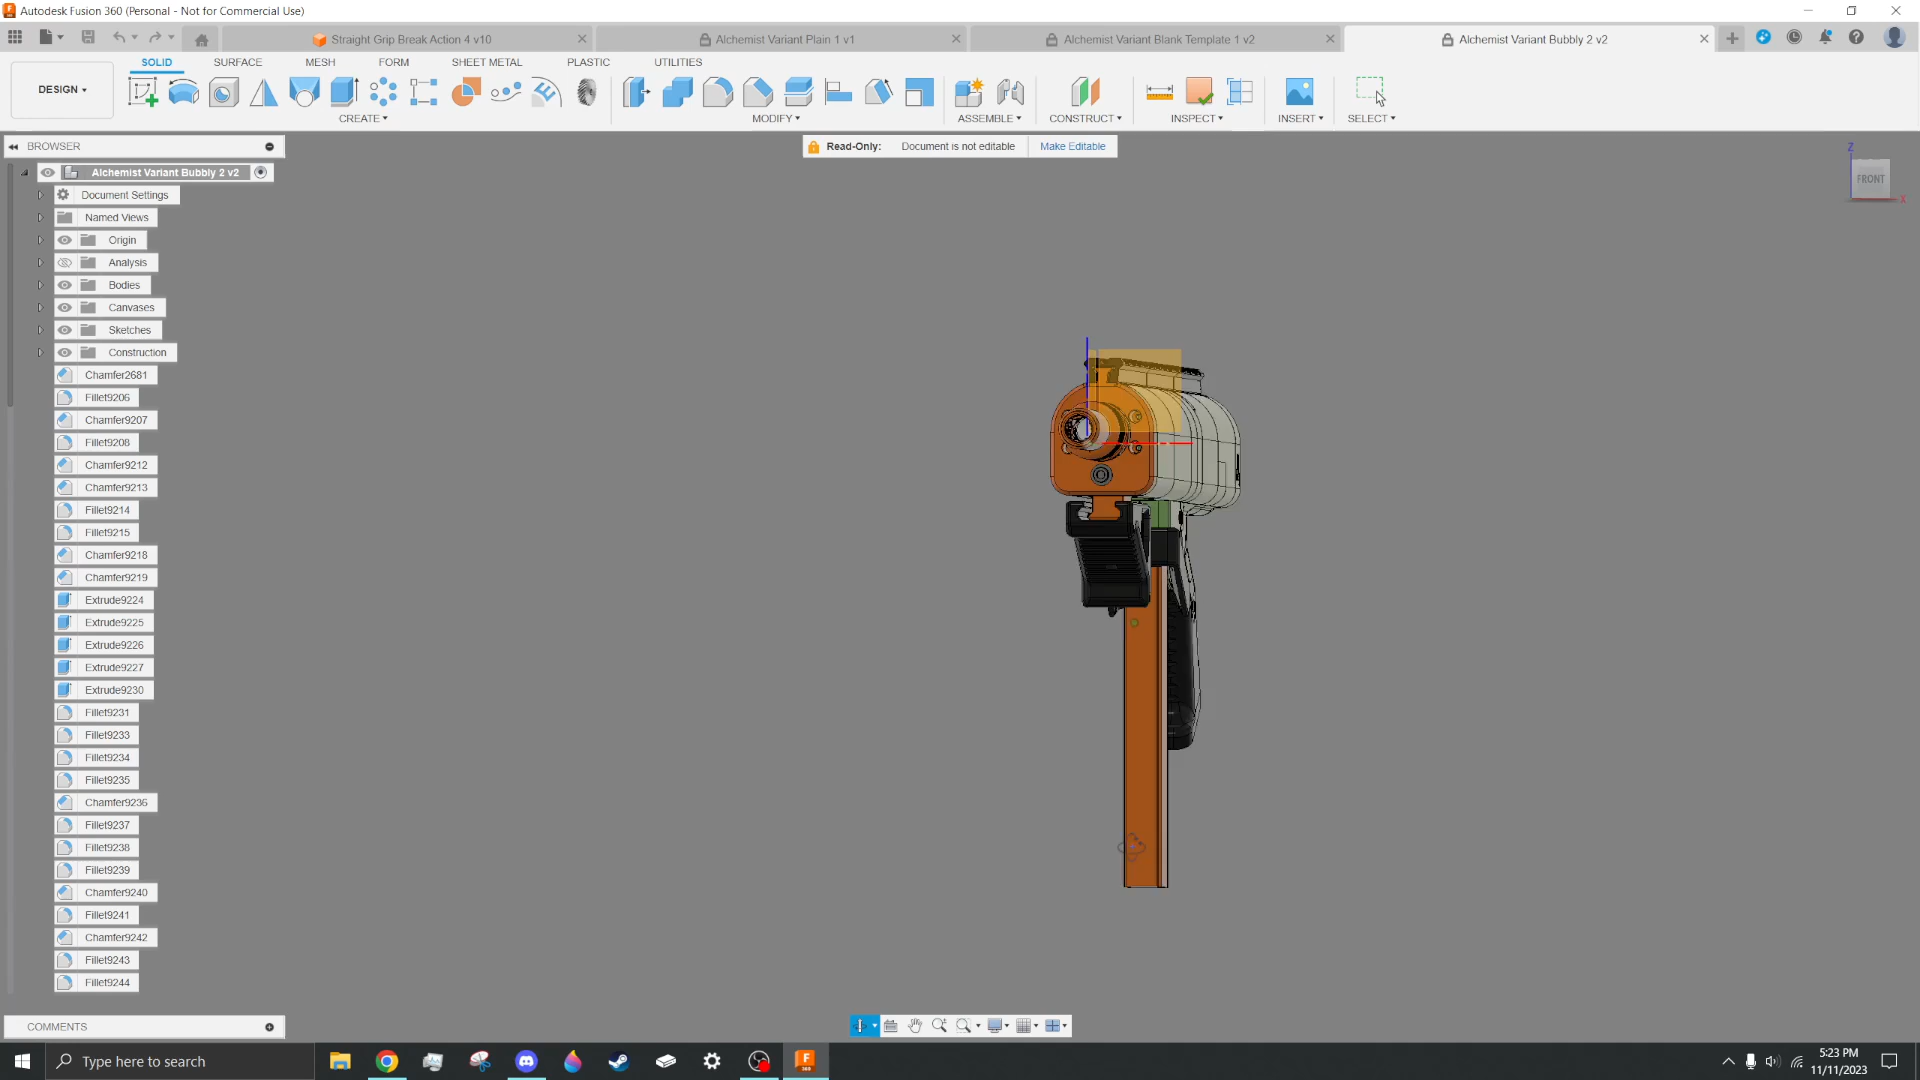 Autodesk Fusion 360 (Personal - Not for Commercial Use)
Straight Grip Break Action 4 v10
Alchemist Variant Plain 1 v1
Alchemist Variant Blank Template 1 v2
Alchemist Variant Bubbly 2 v2
SOLID SURFACE MESH FORM SHEET METAL PLASTIC UTILITIES
DESIGN
CREATE MODIFY ASSEMBLE CONSTRUCT INSPECT INSERT SELECT
BROWSER
Read-Only: Document is not editable Make Editable
Z
FRONT
X
Alchemist Variant Bubbly 2 v2
Document Settings
Named Views
Origin
Analysis
Bodies
Canvases
Sketches
Construction
Chamfer2681
Fillet9206
Chamfer9207
Fillet9208
Chamfer9212
Chamfer9213
Fillet9214
Fillet9215
Chamfer9218
Chamfer9219
Extrude9224
Extrude9225
Extrude9226
Extrude9227
Extrude9230
Fillet9231
Fillet9233
Fillet9234
Fillet9235
Chamfer9236
Fillet9237
Fillet9238
Fillet9239
Chamfer9240
Fillet9241
Chamfer9242
Fillet9243
Fillet9244
COMMENTS
Type here to search
5:23 PM
11/11/2023